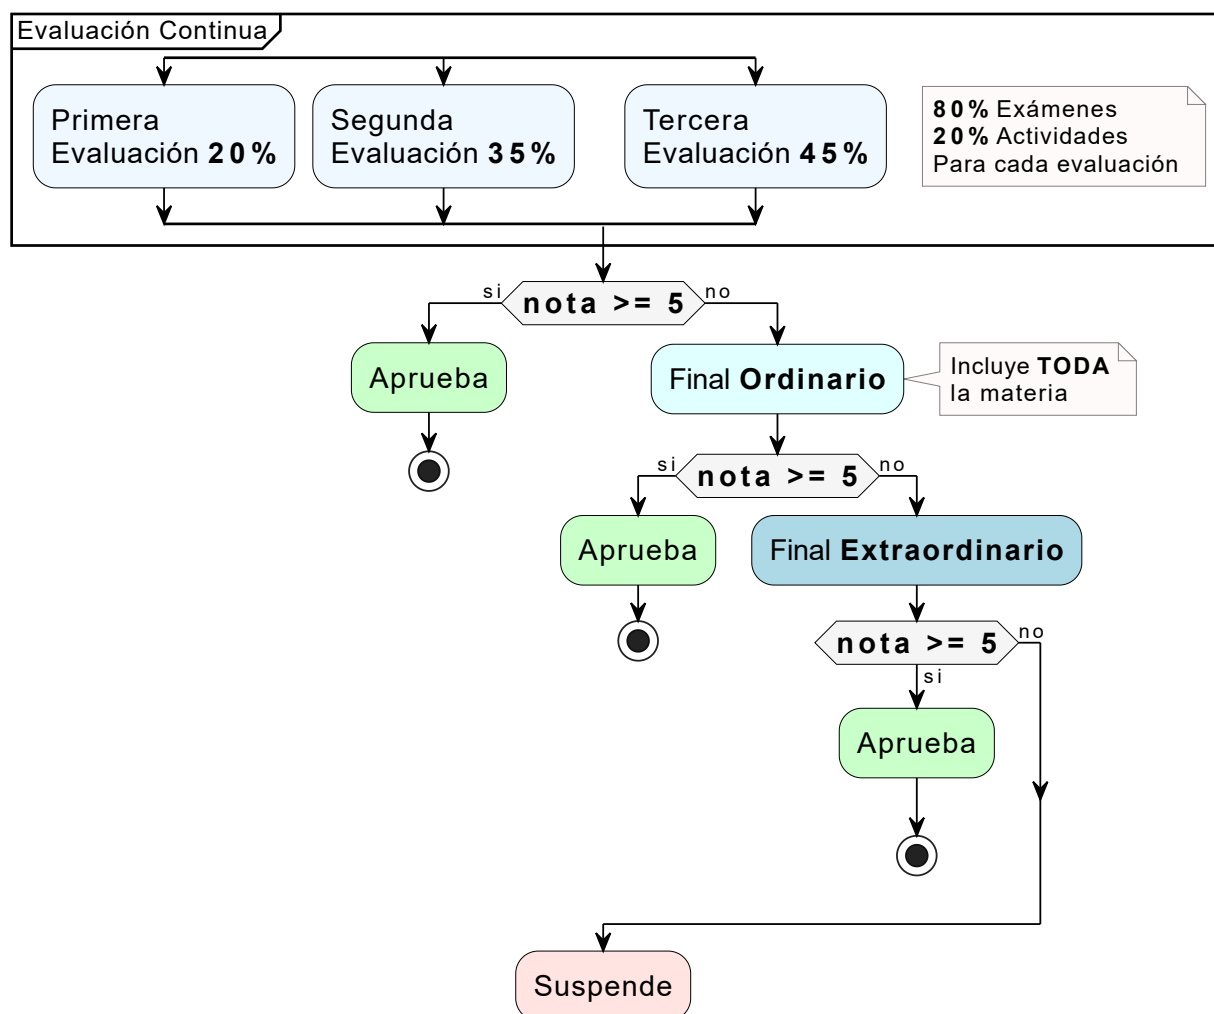 Evaluación Continua
Primera
Evaluación 20%
Segunda
Evaluación 35%
Tercera
Evaluación 45%
80% Exámenes
20% Actividades
Para cada evaluación
si
nota >= 5
no
Aprueba
Final Ordinario
Incluye TODA
la materia
si
nota >= 5
no
Aprueba
Final Extraordinario
nota >= 5
no
si
Aprueba
Suspende